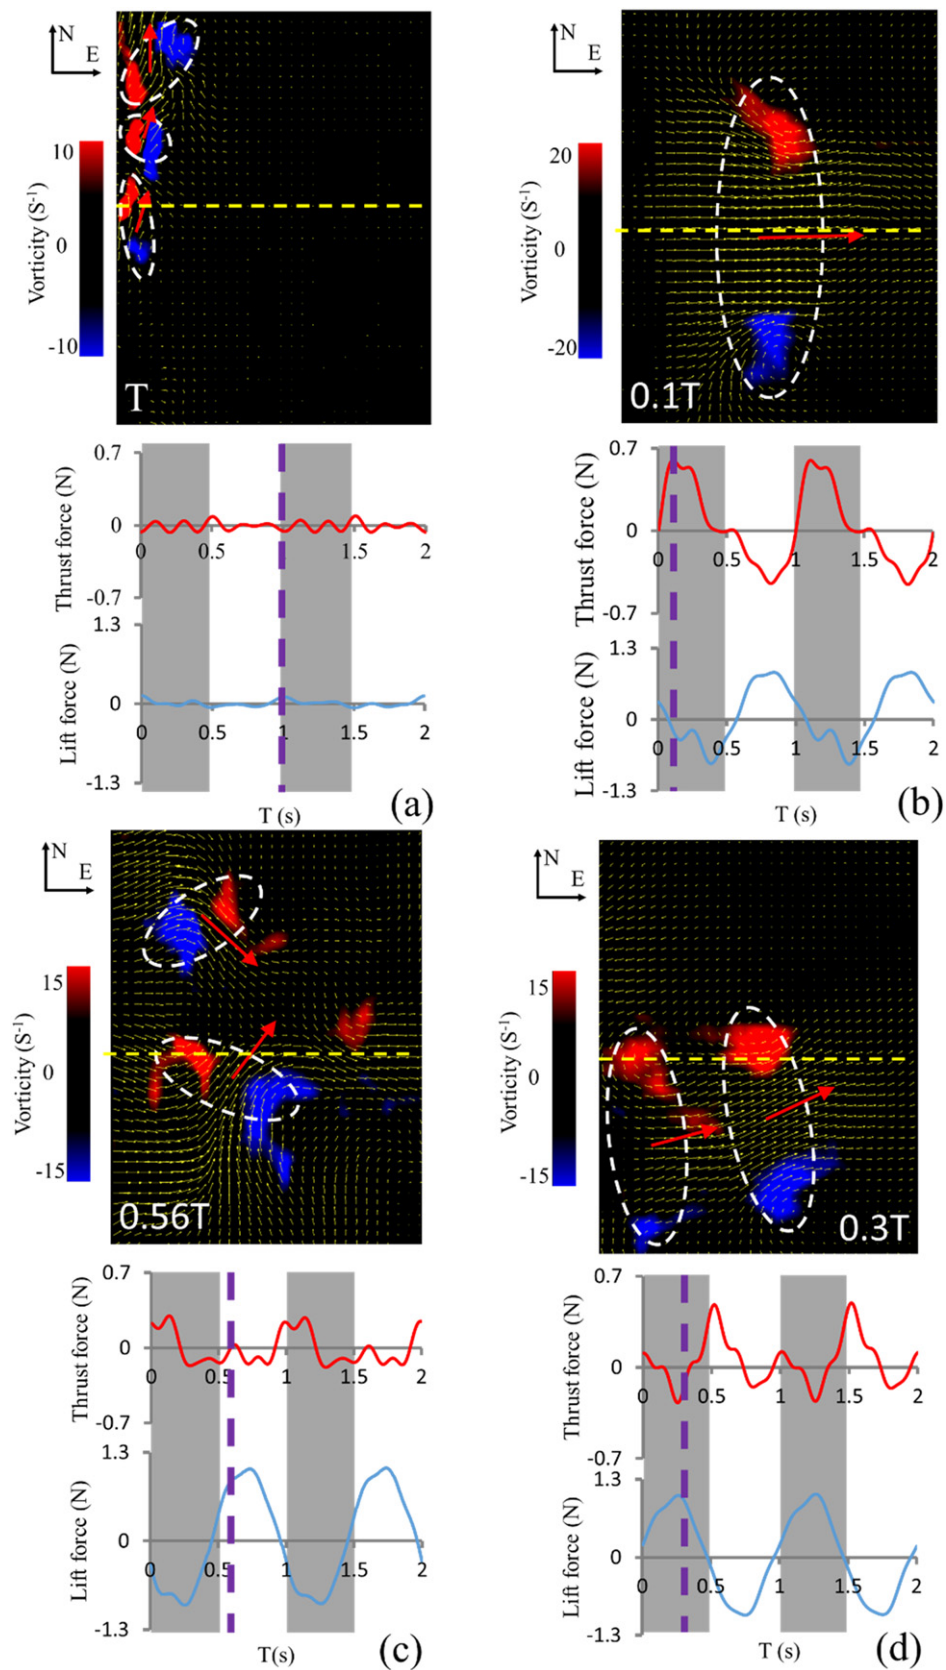 N
E
10
0
-10
Vorticity (S-1)
T
0.7
0
-0.7
Thrust force (N)
0
0.5
1
1.5
2
1.3
0
-1.3
Lift force (N)
0
0.5
1
1.5
2
T (s)
(a)
N
E
20
0
-20
Vorticity (S-1)
0.1T
0.7
0
-0.7
Thrust force (N)
0
0.5
1
1.5
2
1.3
0
-1.3
Lift force (N)
0
0.5
1
1.5
2
T (s)
(b)
N
E
15
0
-15
Vorticity (S-1)
0.56T
0.7
0
-0.7
Thrust force (N)
0
0.5
1
1.5
2
1.3
0
-1.3
Lift force (N)
0
0.5
1
1.5
2
T(s)
(c)
N
E
15
0
-15
Vorticity (S-1)
0.3T
0.7
0
-0.7
Thrust force (N)
0
0.5
1
1.5
2
1.3
0
-1.3
Lift force (N)
0
0.5
1
1.5
2
T (s)
(d)